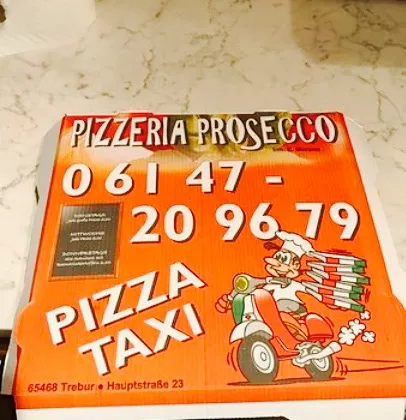 PIZZERIA PROSECCO
0 61 47 -
20 96 79
PIZZA
TAXI
65468 Trebur ● Hauptstraße 23